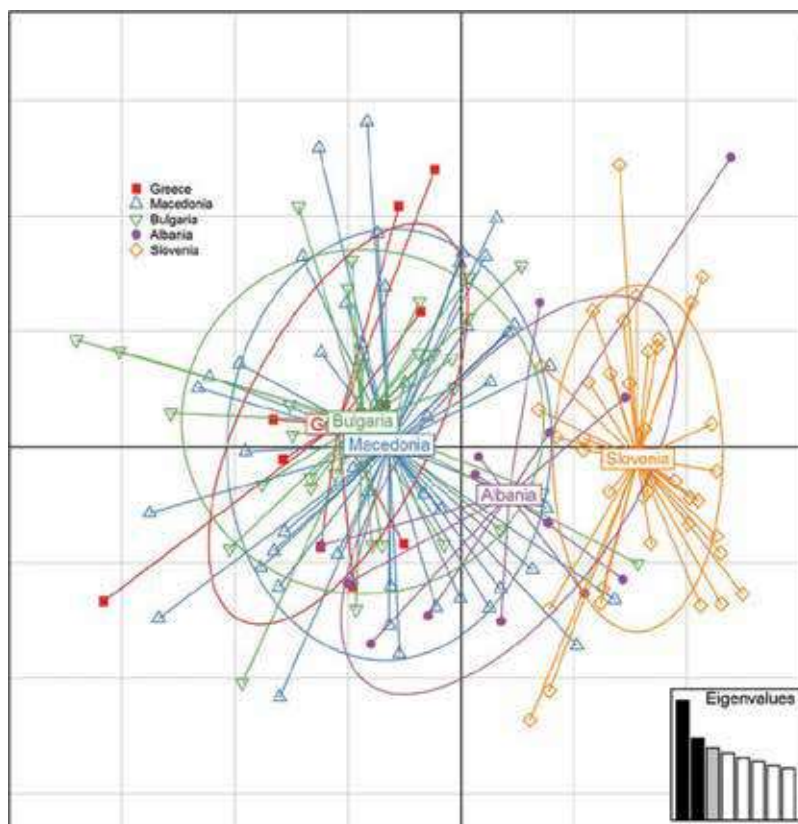 Greece
Macedonia
Bulgaria
Albania
Slovenia
G
Bulgaria
Macedonia
Slovenia
Albania
Eigenvalues